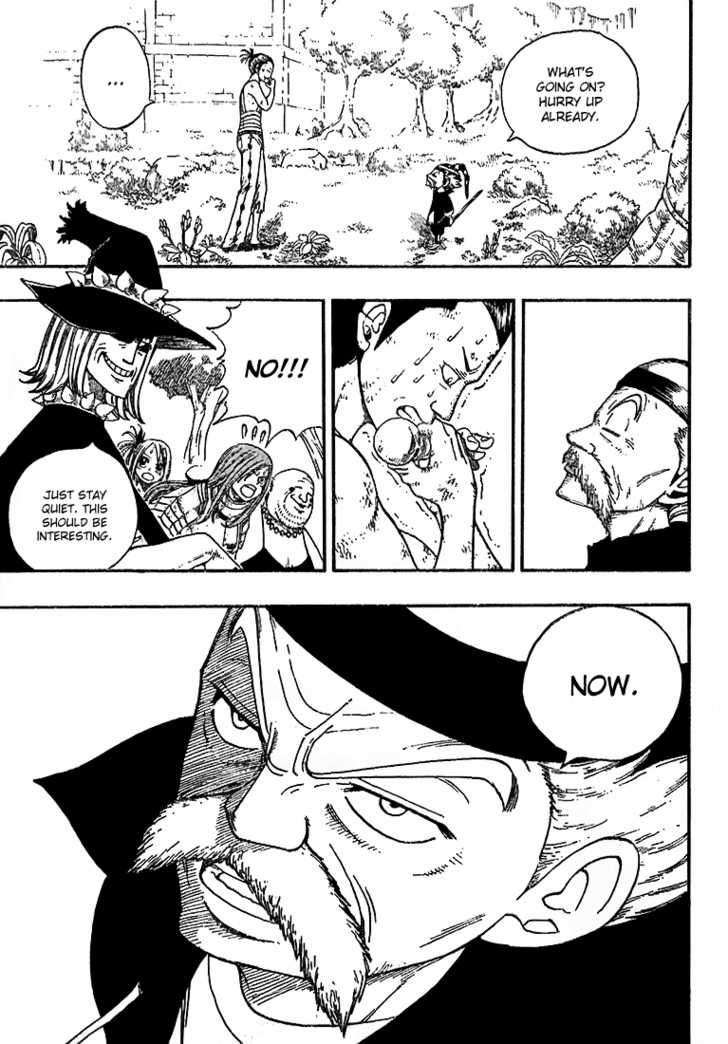 WHAT'S
GOING ON?
HURRY UP
ALREADY.
...
NO!!!
JUST STAY
QUIET. THIS
SHOULD BE
INTERESTING.
NOW.